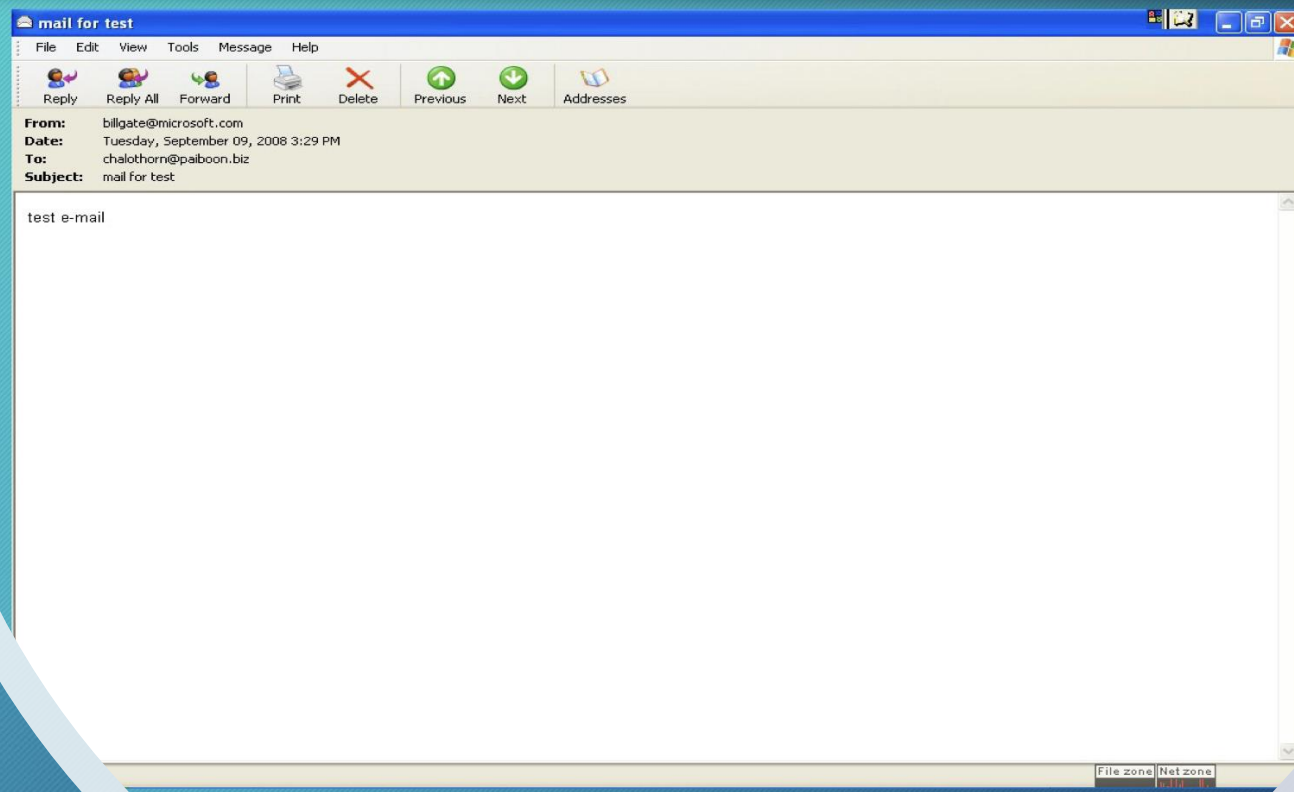 mail for test
File Edit View Tools Message Help
Reply Reply All Forward Print Delete Previous Next Addresses
From: billgate@microsoft.com
Date: Tuesday, September 09, 2008 3:29 PM
To: chalothorn@paiboon.biz
Subject: mail for test
test e-mail
File zone Net zone